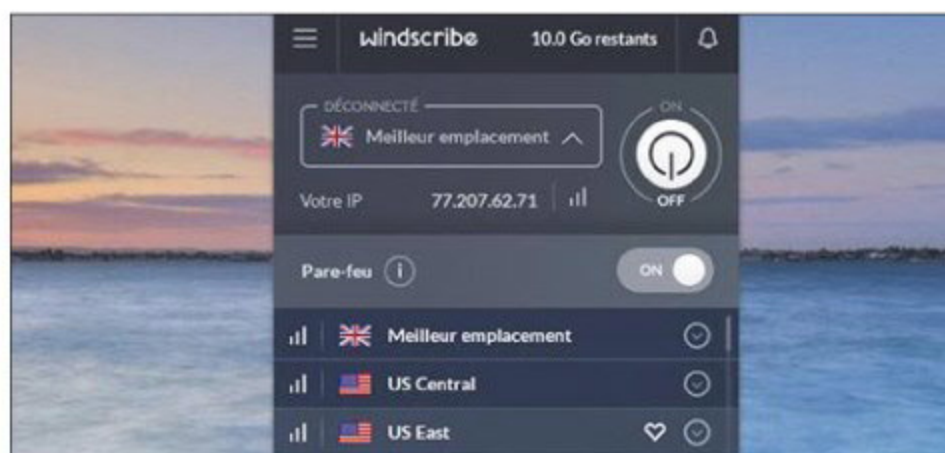 windscribe 10.0 Go restants
DÉCONNECTÉ
Meilleur emplacement
ON
Votre IP 77.207.62.71
OFF
Pare-feu i ON
Meilleur emplacement
US Central
US East